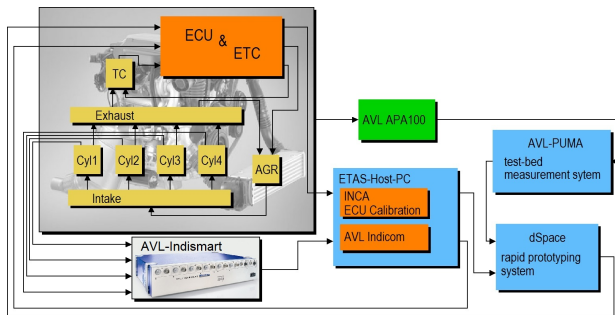 ECU
&
ETC
TC
Exhaust
Cyl1
Cyl2
Cyl3
Cyl4
AGR
Intake
AVL APA100
AVL-PUMA
test-bed
measurement sytem
ETAS-Host-PC
INCA
ECU Calibration
AVL Indicom
dSpace
rapid prototyping
system
AVL-Indismart